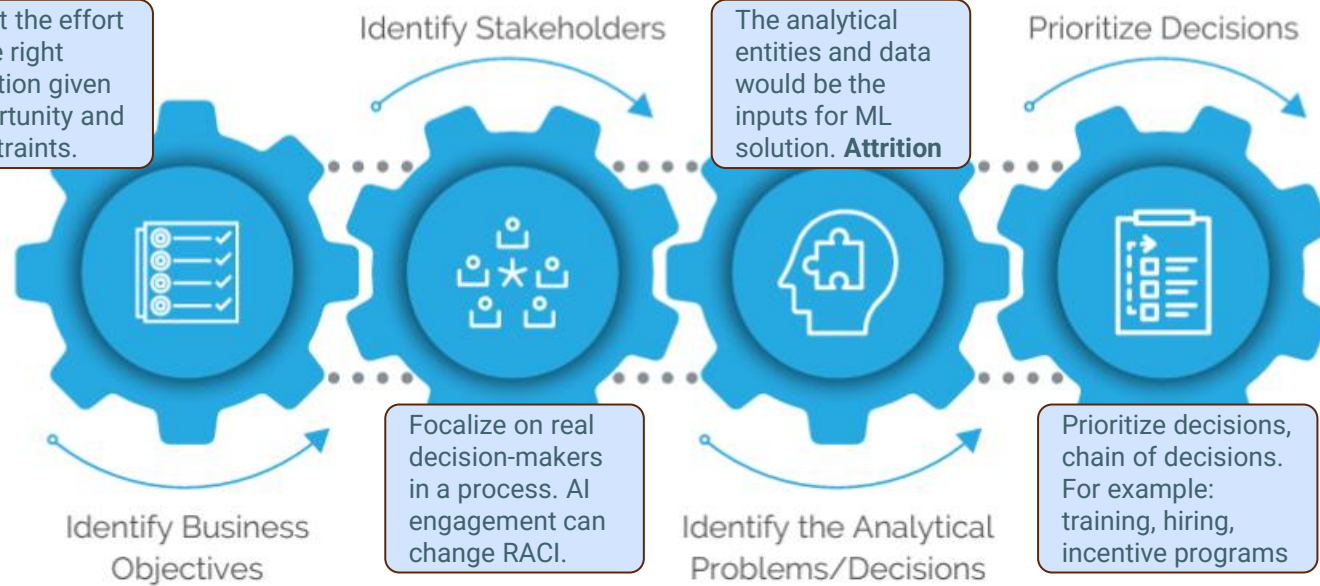 t the effort
right
tion given
ortunity and
traints.
Identify Stakeholders
The analytical
entities and data
would be the
inputs for ML
solution. Attrition
Prioritize Decisions
Identify Business
Objectives
Focalize on real
decision-makers
in a process. AI
engagement can
change RACI.
Identify the Analytical
Problems/Decisions
Prioritize decisions,
chain of decisions.
For example:
training, hiring,
incentive programs